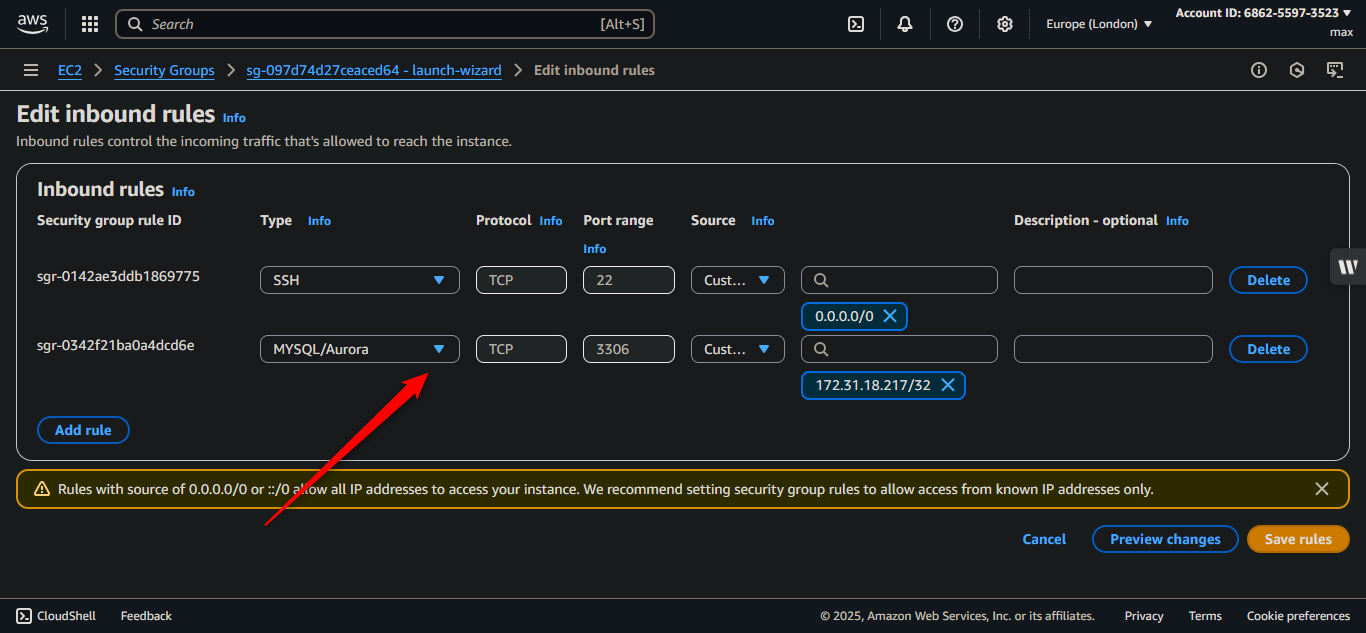 aws
Search [Alt+S] Europe (London) Account ID: 6862-5597-3523
max
EC2 Security Groups sg-097d74d27ceaced64 - launch-wizard Edit inbound rules
Edit inbound rules Info
Inbound rules control the incoming traffic that's allowed to reach the instance.
Inbound rules Info
Security group rule ID Type Info Protocol Info Port range Source Info Description - optional Info
Info
sgr-0142ae3ddb1869775 SSH TCP 22 Cust... Delete
0.0.0.0/0
sgr-0342f21ba0a4dcd6e MYSQL/Aurora TCP 3306 Cust... Delete
172.31.18.217/32
Add rule
Rules with source of 0.0.0.0/0 or ::/0 allow all IP addresses to access your instance. We recommend setting security group rules to allow access from known IP addresses only.
Cancel Preview changes Save rules
CloudShell Feedback © 2025, Amazon Web Services, Inc. or its affiliates. Privacy Terms Cookie preferences